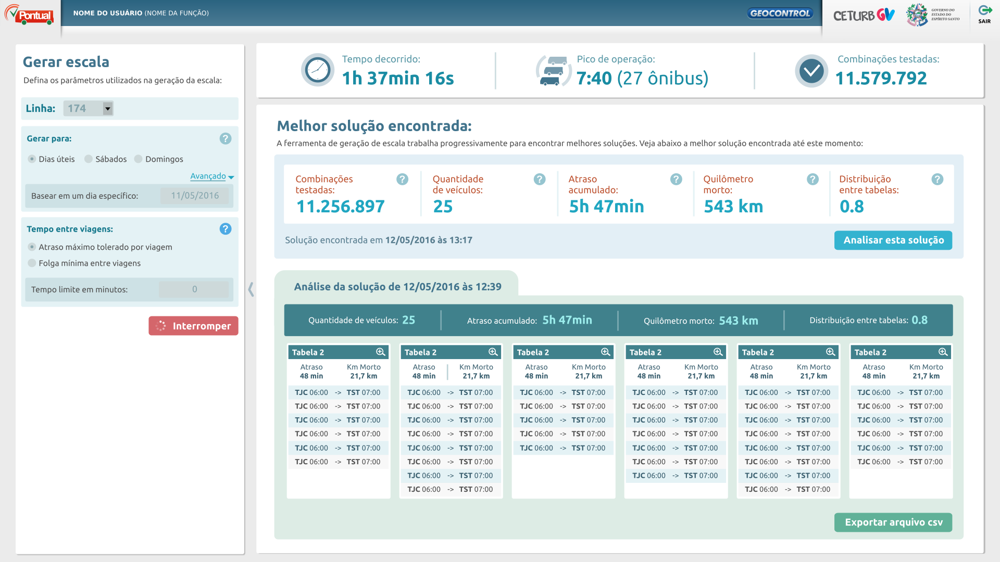 Pontual
NOME DO USUÁRIO (NOME DA FUNÇÃO)
GEOCONTROL
CETURB GV
GOVERNO DO
ESTADO DO
ESPÍRITO SANTO
SAIR
Gerar escala
Defina os parâmetros utilizados na geração da escala:
Linha: 174
Gerar para: ?
Dias úteis Sábados Domingos
Avançado
Basear em um dia específico: 11/05/2016
Tempo entre viagens: ?
Atraso máximo tolerado por viagem
Folga mínima entre viagens
Tempo limite em minutos: 0
Interromper
Tempo decorrido:
1h 37min 16s
Pico de operação:
7:40 (27 ônibus)
Combinações testadas:
11.579.792
Melhor solução encontrada:
A ferramenta de geração de escala trabalha progressivamente para encontrar melhores soluções. Veja abaixo a melhor solução encontrada até este momento:
Combinações ?
testadas:
11.256.897
Quantidade ?
de veículos:
25
Atraso ?
acumulado:
5h 47min
Quilômetro ?
morto:
543 km
Distribuição ?
entre tabelas:
0.8
Solução encontrada em 12/05/2016 às 13:17
Analisar esta solução
Análise da solução de 12/05/2016 às 12:39
Quantidade de veículos: 25 Atraso acumulado: 5h 47min Quilômetro morto: 543 km Distribuição entre tabelas: 0.8
Tabela 2
Atraso Km Morto
48 min 21,7 km
TJC 06:00 -> TST 07:00
TJC 06:00 -> TST 07:00
TJC 06:00 -> TST 07:00
TJC 06:00 -> TST 07:00
TJC 06:00 -> TST 07:00
TJC 06:00 -> TST 07:00
Tabela 2
Atraso Km Morto
48 min 21,7 km
TJC 06:00 -> TST 07:00
TJC 06:00 -> TST 07:00
TJC 06:00 -> TST 07:00
TJC 06:00 -> TST 07:00
TJC 06:00 -> TST 07:00
TJC 06:00 -> TST 07:00
TJC 06:00 -> TST 07:00
TJC 06:00 -> TST 07:00
Tabela 2
Atraso Km Morto
48 min 21,7 km
TJC 06:00 -> TST 07:00
TJC 06:00 -> TST 07:00
TJC 06:00 -> TST 07:00
TJC 06:00 -> TST 07:00
TJC 06:00 -> TST 07:00
Tabela 2
Atraso Km Morto
48 min 21,7 km
TJC 06:00 -> TST 07:00
TJC 06:00 -> TST 07:00
TJC 06:00 -> TST 07:00
TJC 06:00 -> TST 07:00
TJC 06:00 -> TST 07:00
TJC 06:00 -> TST 07:00
TJC 06:00 -> TST 07:00
Tabela 2
Atraso Km Morto
48 min 21,7 km
TJC 06:00 -> TST 07:00
TJC 06:00 -> TST 07:00
TJC 06:00 -> TST 07:00
TJC 06:00 -> TST 07:00
TJC 06:00 -> TST 07:00
TJC 06:00 -> TST 07:00
TJC 06:00 -> TST 07:00
TJC 06:00 -> TST 07:00
Tabela 2
Atraso Km Morto
48 min 21,7 km
TJC 06:00 -> TST 07:00
TJC 06:00 -> TST 07:00
TJC 06:00 -> TST 07:00
TJC 06:00 -> TST 07:00
TJC 06:00 -> TST 07:00
TJC 06:00 -> TST 07:00
Exportar arquivo csv